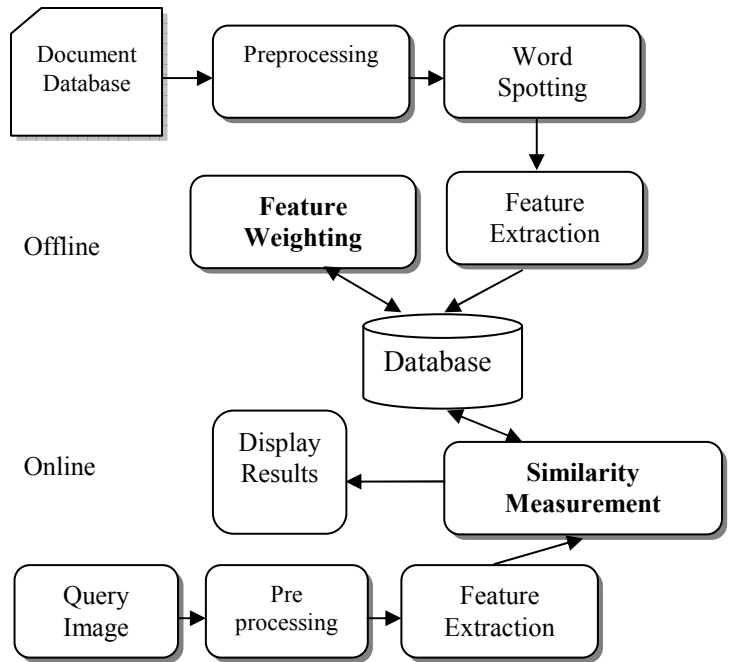 Document
Database
Preprocessing
Word
Spotting
Feature
Weighting
Feature
Extraction
Offline
Database
Display
Results
Online
Similarity
Measurement
Query
Image
Pre
processing
Feature
Extraction